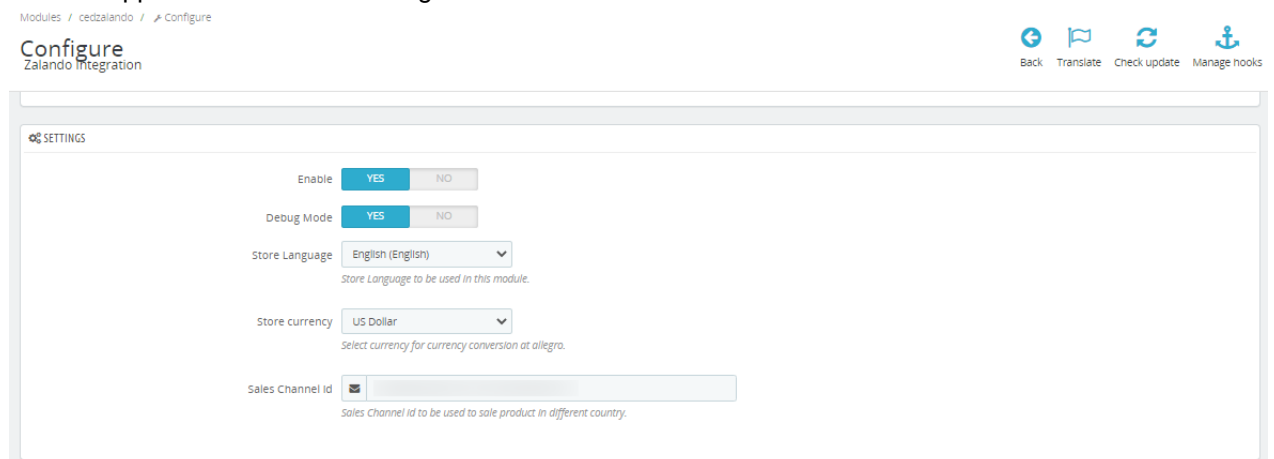 Modules / cedzalando / Configure
Configure
Zalando Integration
Back Translate Check update Manage hooks
SETTINGS
Enable YES NO
Debug Mode YES NO
Store Language English (English)
Store Language to be used in this module.
Store currency US Dollar
Select currency for currency conversion at allegro.
Sales Channel Id
Sales Channel id to be used to sale product in different country.